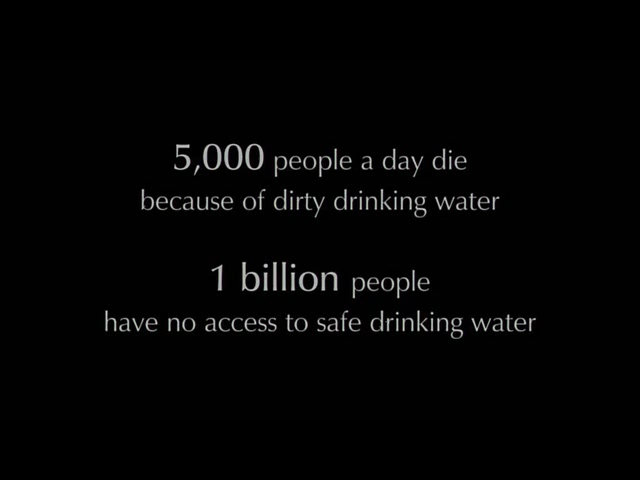 5,000 people a day die
because of dirty drinking water
1 billion people
have no access to safe drinking water